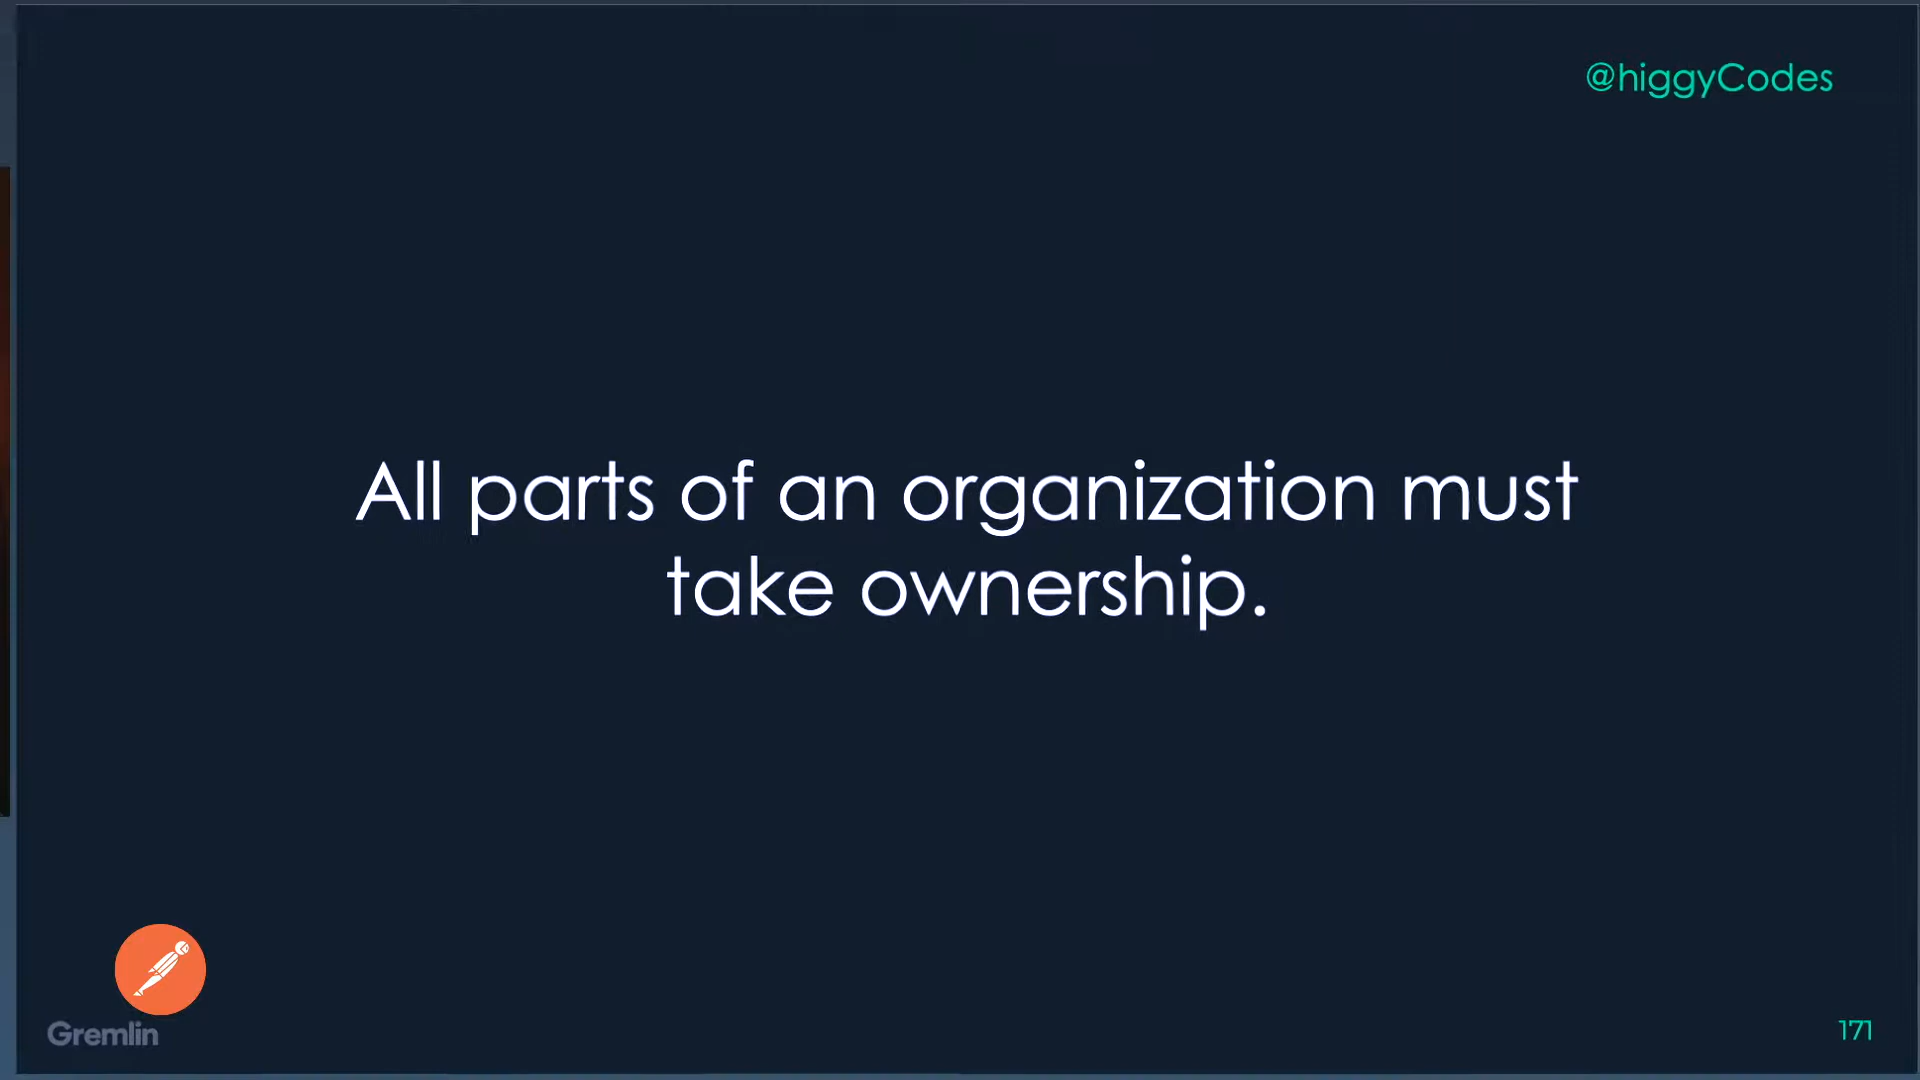 @higgyCodes
All parts of an organization must
take ownership.
Gremlin
171